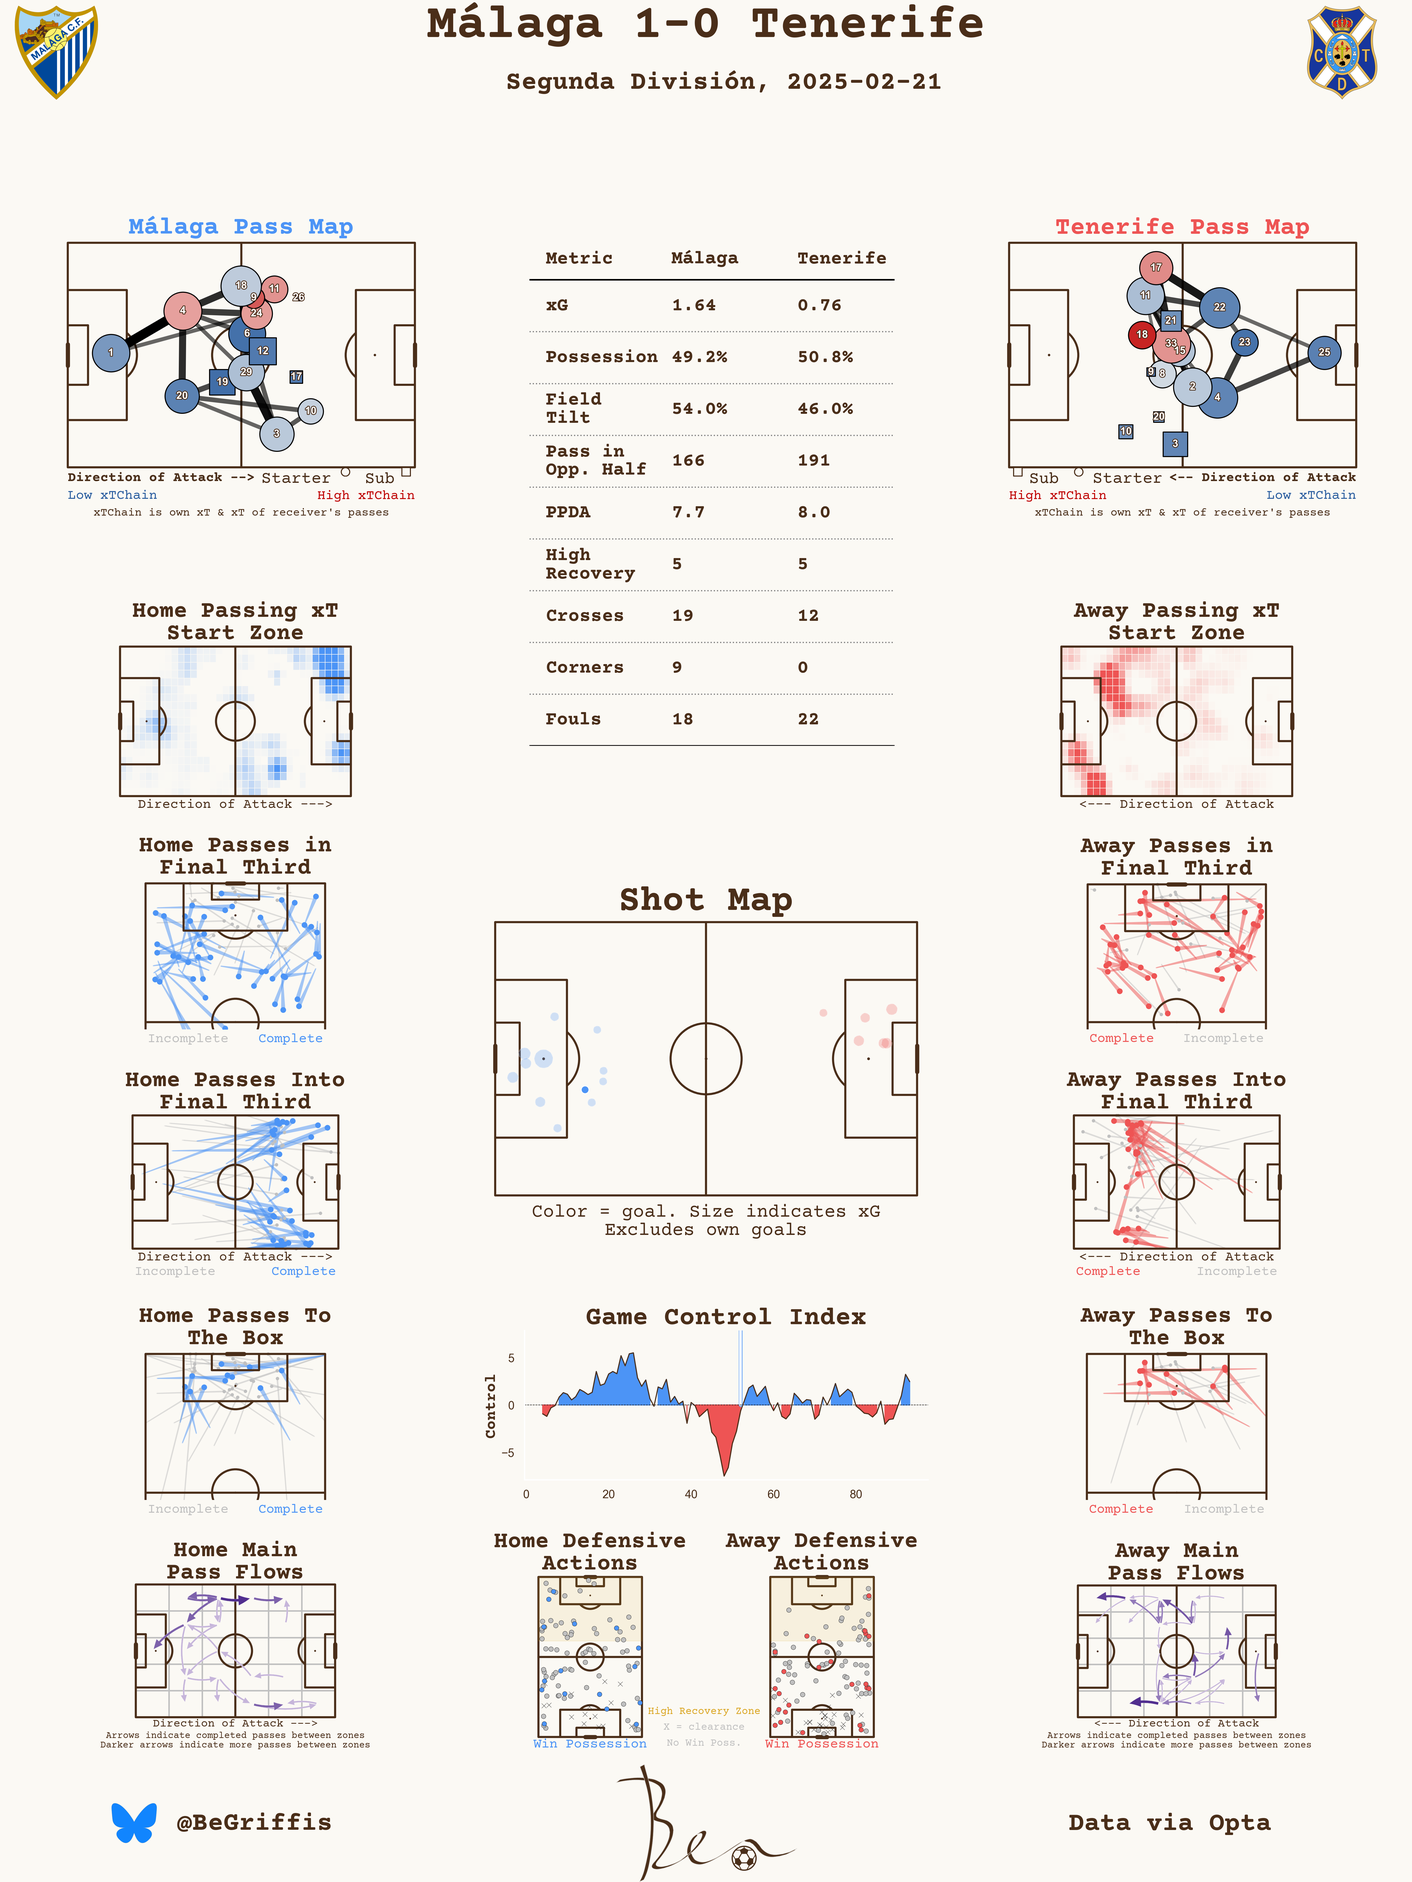 Málaga 1-0 Tenerife
Segunda División, 2025-02-21
MALAGA C.F.
TM
C T
D
Málaga Pass Map
18
11
9
26
4
24
6
1
12
29
19
17
20
10
3
Direction of Attack --> Starter Sub
Low xTChain High xTChain
xTChain is own xT & xT of receiver's passes
Metric Málaga Tenerife
xG 1.64 0.76
Possession 49.2% 50.8%
Field
Tilt 54.0% 46.0%
Pass in
Opp. Half 166 191
PPDA 7.7 8.0
High
Recovery 5 5
Crosses 19 12
Corners 9 0
Fouls 18 22
Tenerife Pass Map
17
11
22
21
18
33
15
23
25
9
8
2
4
20
10
3
Sub Starter <-- Direction of Attack
High xTChain Low xTChain
xTChain is own xT & xT of receiver's passes
Home Passing xT
Start Zone
Direction of Attack --->
Away Passing xT
Start Zone
<--- Direction of Attack
Home Passes in
Final Third
Incomplete Complete
Away Passes in
Final Third
Complete Incomplete
Shot Map
Color = goal. Size indicates xG
Excludes own goals
Home Passes Into
Final Third
Direction of Attack --->
Incomplete Complete
Away Passes Into
Final Third
<--- Direction of Attack
Complete Incomplete
Home Passes To
The Box
Incomplete Complete
Game Control Index
Control
5
0
−5
0 20 40 60 80
Away Passes To
The Box
Complete Incomplete
Home Main
Pass Flows
Direction of Attack --->
Arrows indicate completed passes between zones
Darker arrows indicate more passes between zones
Home Defensive
Actions
Win Possession
High Recovery Zone
X = clearance
No Win Poss.
Away Defensive
Actions
Win Possession
Away Main
Pass Flows
<--- Direction of Attack
Arrows indicate completed passes between zones
Darker arrows indicate more passes between zones
@BeGriffis
Ben
Data via Opta